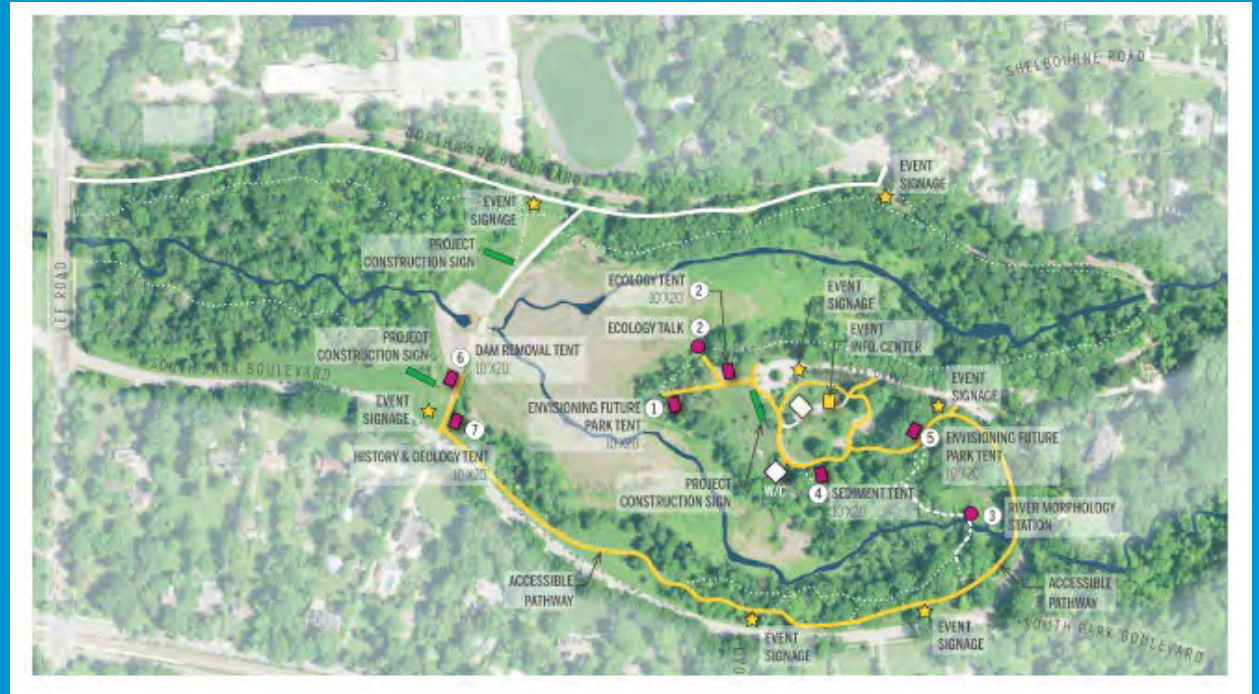 SHELBOURNE ROAD
NORTH PARK BOULEVARD
EVENT
SIGNAGE
EVENT
SIGNAGE
PROJECT
CONSTRUCTION SIGN
LEE ROAD
ECOLOGY TENT
10'X20'
2
EVENT
SIGNAGE
ECOLOGY TALK
2
EVENT
INFO. CENTER
PROJECT
CONSTRUCTION SIGN
SOUTH PARK BOULEVARD
6
DAM REMOVAL TENT
10'X20'
EVENT
SIGNAGE
EVENT
SIGNAGE
ENVISIONING FUTURE
PARK TENT
10'X20'
1
7
HISTORY & GEOLOGY TENT
10'X20'
5
ENVISIONING FUTURE
PARK TENT
10'X20'
PROJECT
CONSTRUCTION SIGN
W/C
4
SEDIMENT TENT
10'X20'
3
RIVER MORPHOLOGY
STATION
ACCESSIBLE
PATHWAY
ACCESSIBLE
PATHWAY
EVENT
SIGNAGE
EVENT
SIGNAGE
SOUTH PARK BOULEVARD